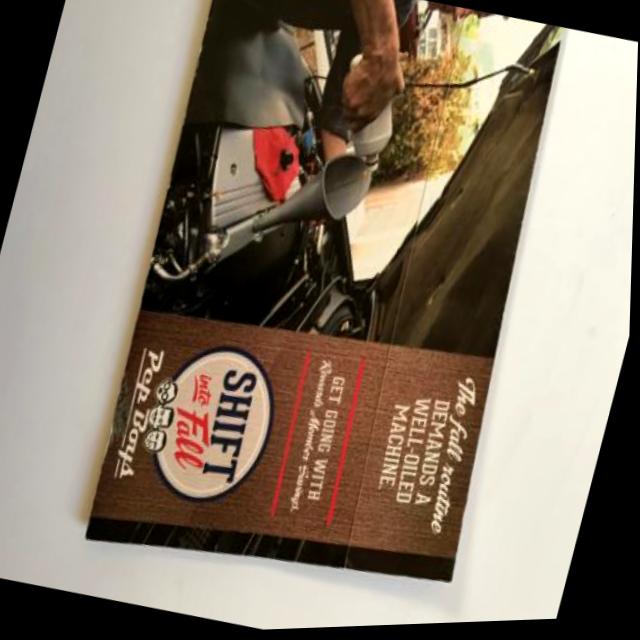 The fall routine
DEMANDS A
WELL-OILED
MACHINE.
GET GOING WITH
Rewards Member Savings.
SHIFT
into
Fall
Pep Boys